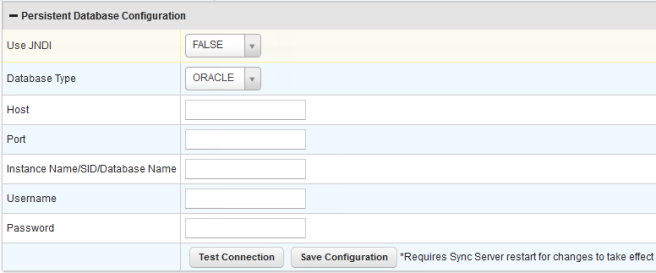 Persistent Database Configuration
Use JNDI FALSE
Database Type ORACLE
Host
Port
Instance Name/SID/Database Name
Username
Password
Test Connection Save Configuration *Requires Sync Server restart for changes to take effect